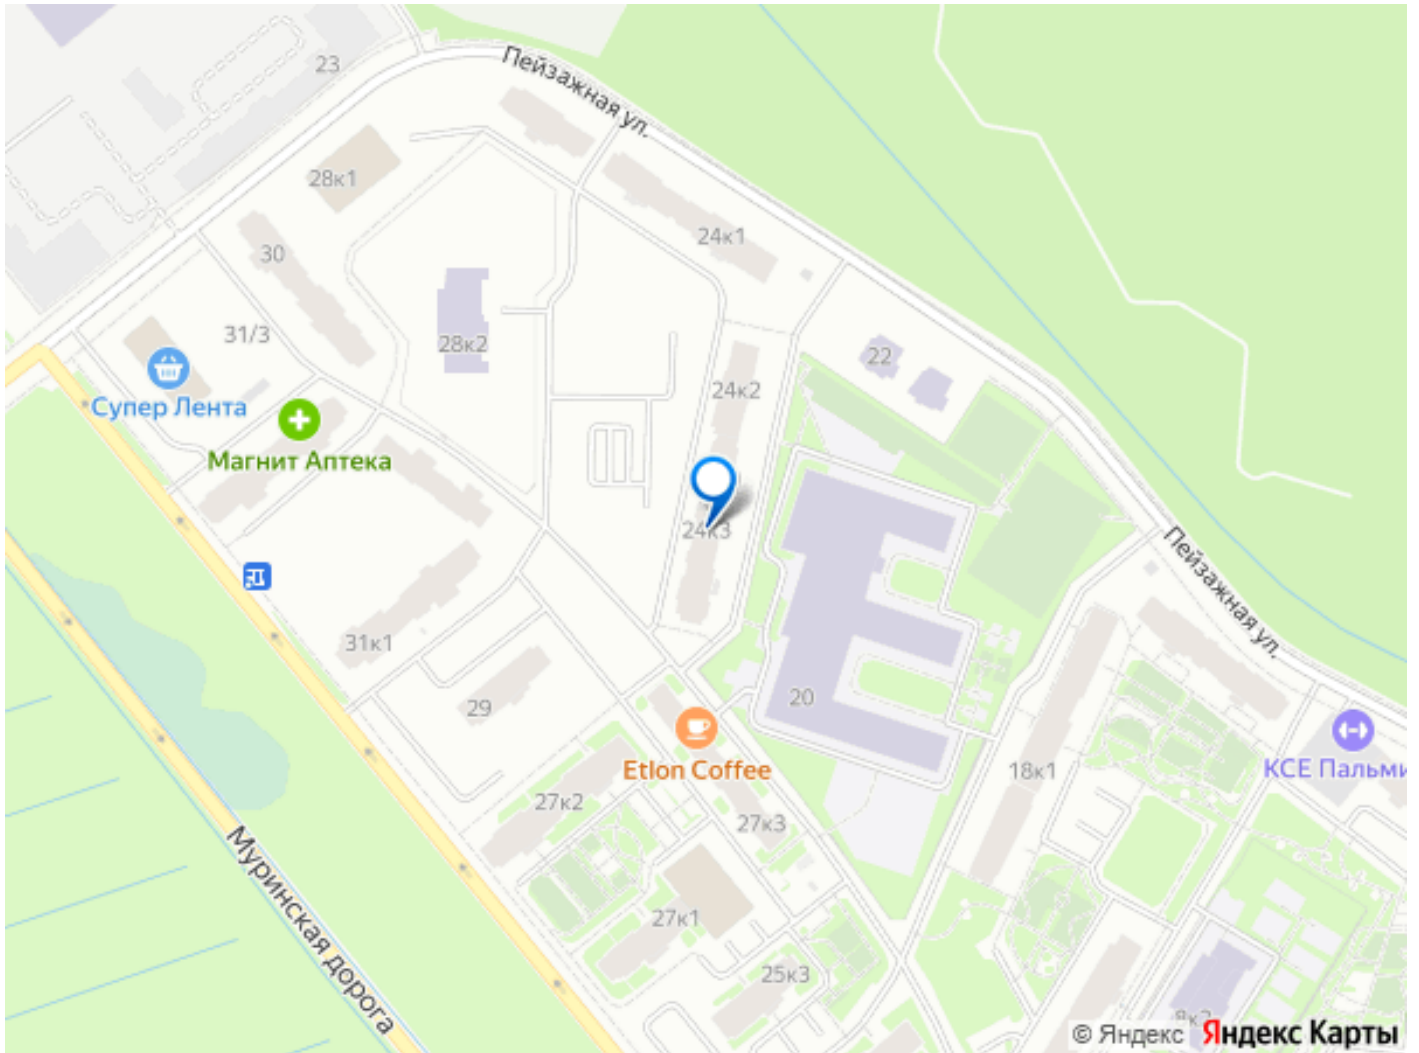 23
Пейзажная ул.
28к1
24к1
30
31/3
28к2
22
24к2
Супер Лента
Магнит Аптека
24к3
Пейзажная ул.
31к1
20
29
Etlon Coffee
18к1
КСЕ Пальми
27к2
27к3
Муринская дорога
27к1
25к3
8к2
© Яндекс Яндекс Карты